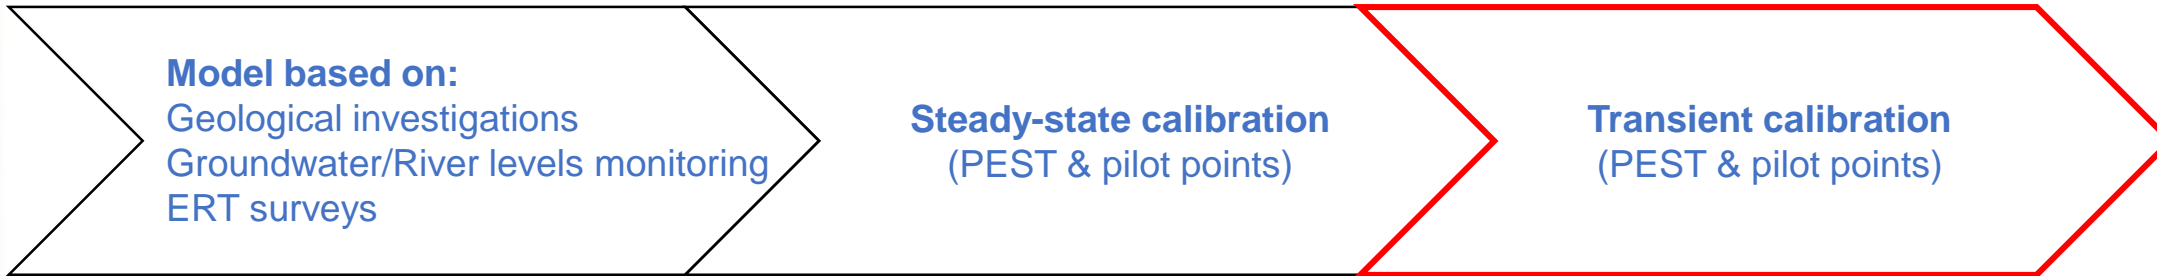 Model based on:
Geological investigations
Groundwater/River levels monitoring
ERT surveys
Steady-state calibration
(PEST & pilot points)
Transient calibration
(PEST & pilot points)